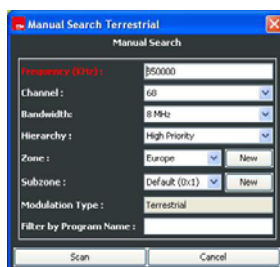 Manual Search Terrestrial
Manual Search
Frequency (KHz) :
850000
Channel :
68
Bandwidth:
8 MHz
Hierarchy :
High Priority
Zone :
Europe
New
Subzone :
Default (0x1)
New
Modulation Type :
Terrestrial
Filter by Program Name :
Scan
Cancel